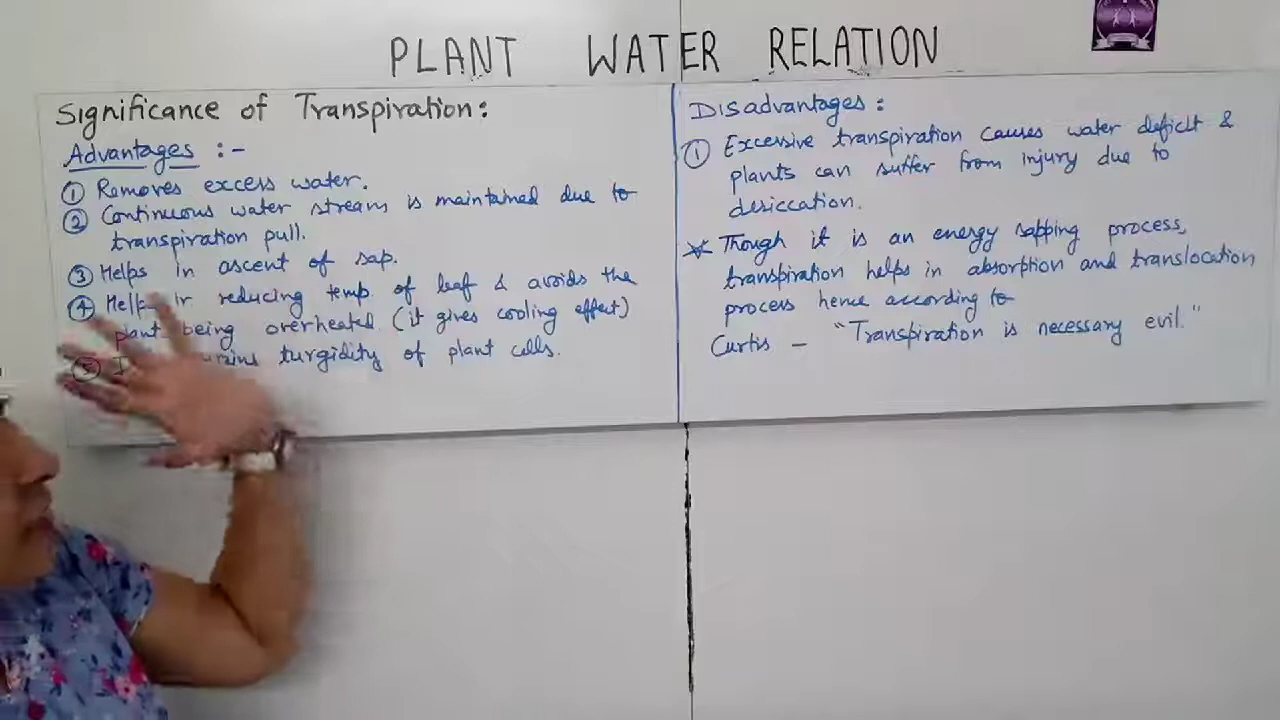 PLANT WATER RELATION
Significance of Transpiration:
Advantages :-
① Removes excess water.
② Continuous water stream is maintained due to
transpiration pull.
③ Helps in ascent of sap.
④ Helps in reducing temp of leaf & avoids the
plant being overheated (it gives cooling effect)
⑤ turgidity of plant cells.
Disadvantages :
① Excessive transpiration causes water deficit &
plants can suffer from injury due to
desiccation.
Though it is an energy sapping process,
transpiration helps in absorption and translocation
process hence according to
Curtis - "Transpiration is necessary evil."